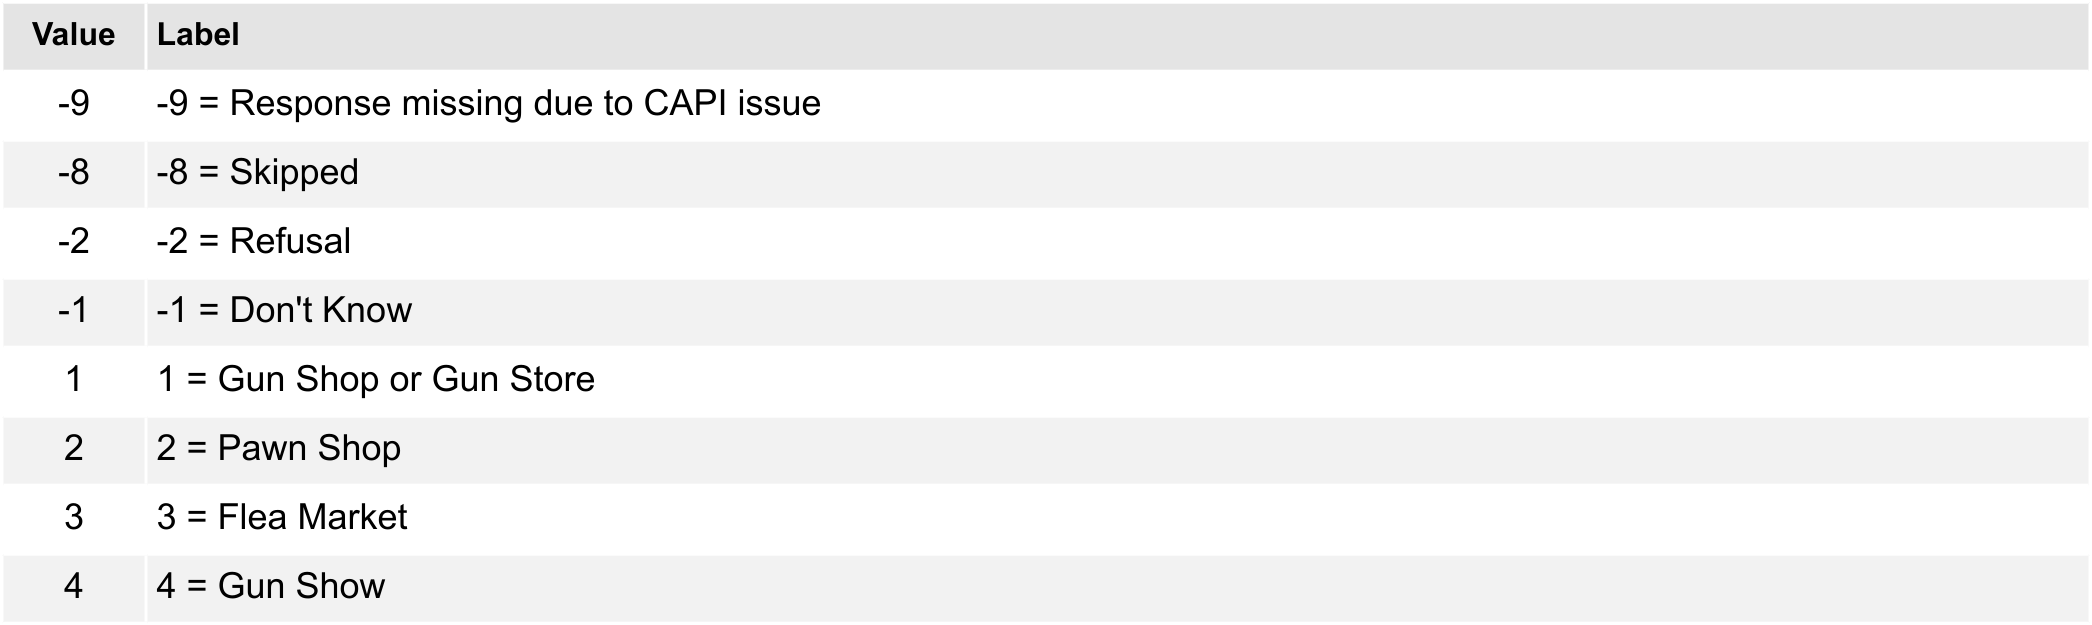 Value Label
-9 -9 = Response missing due to CAPI issue
-8 -8 = Skipped
-2 -2 = Refusal
-1 -1 = Don't Know
1 1 = Gun Shop or Gun Store
2 2 = Pawn Shop
3 3 = Flea Market
4 4 = Gun Show